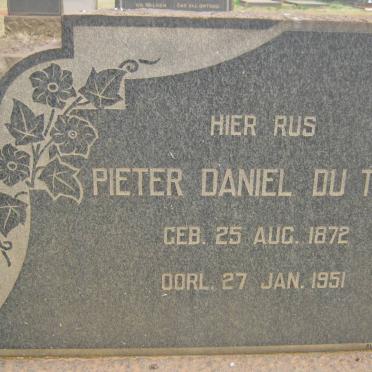 HIER RUS
PIETER DANIEL DU T
GEB. 25 AUG. 1872
OORL. 27 JAN. 1951